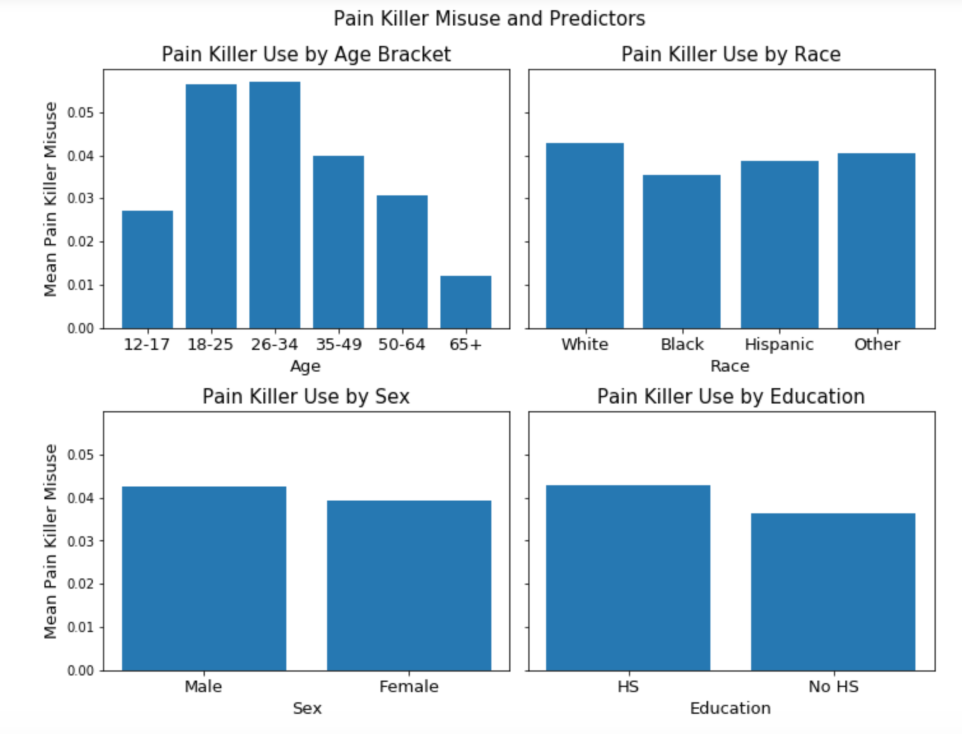 Pain Killer Misuse and Predictors
Pain Killer Use by Age Bracket
Mean Pain Killer Misuse
0.05
0.04
0.03
0.02
0.01
0.00
12-17 18-25 26-34 35-49 50-64 65+
Age
Pain Killer Use by Race
White Black Hispanic Other
Race
Pain Killer Use by Sex
Mean Pain Killer Misuse
0.05
0.04
0.03
0.02
0.01
0.00
Male Female
Sex
Pain Killer Use by Education
HS No HS
Education